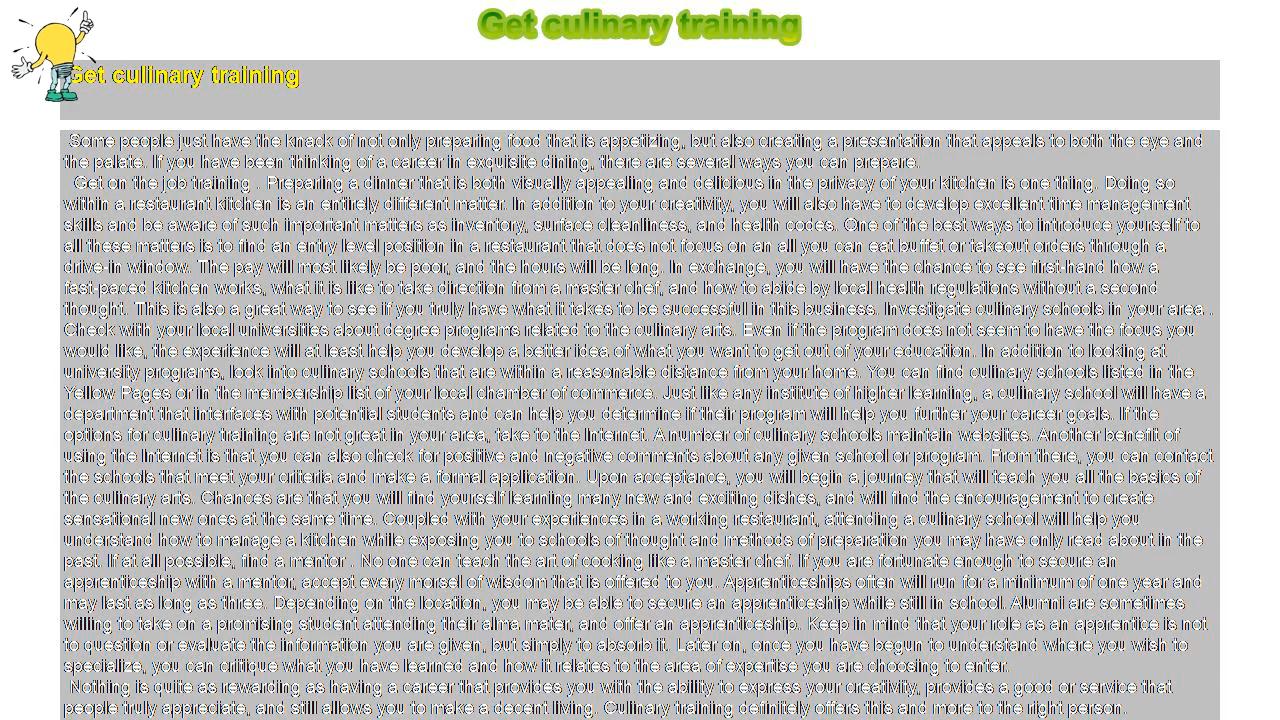 Get culinary training
Get culinary training
Some people just have the knack of not only preparing food that is appetizing, but also creating a presentation that appeals to both the eye and
the palate. If you have been thinking of a career in exquisite dining, there are several ways you can prepare.
Get on the job training . Preparing a dinner that is both visually appealing and delicious in the privacy of your kitchen is one thing. Doing so
within a restaurant kitchen is an entirely different matter. In addition to your creativity, you will also have to develop excellent time management
skills and be aware of such important matters as inventory, surface cleanliness, and health codes. One of the best ways to introduce yourself to
all these matters is to find an entry level position in a restaurant that does not focus on an all you can eat buffet or takeout orders through a
drive-in window. The pay will most likely be poor, and the hours will be long. In exchange, you will have the chance to see first-hand how a
fast-paced kitchen works, what it is like to take direction from a master chef, and how to abide by local health regulations without a second
thought. This is also a great way to see if you truly have what it takes to be successful in this business. Investigate culinary schools in your area .
Check with your local universities about degree programs related to the culinary arts. Even if the program does not seem to have the focus you
would like, the experience will at least help you develop a better idea of what you want to get out of your education. In addition to looking at
university programs, look into culinary schools that are within a reasonable distance from your home. You can find culinary schools listed in the
Yellow Pages or in the membership list of your local chamber of commerce. Just like any institute of higher learning, a culinary school will have a
department that interfaces with potential students and can help you determine if their program will help you further your career goals. If the
options for culinary training are not great in your area, take to the Internet. A number of culinary schools maintain websites. Another benefit of
using the Internet is that you can also check for positive and negative comments about any given school or program. From there, you can contact
the schools that meet your criteria and make a formal application. Upon acceptance, you will begin a journey that will teach you all the basics of
the culinary arts. Chances are that you will find yourself learning many new and exciting dishes, and will find the encouragement to create
sensational new ones at the same time. Coupled with your experiences in a working restaurant, attending a culinary school will help you
understand how to manage a kitchen while exposing you to schools of thought and methods of preparation you may have only read about in the
past. If at all possible, find a mentor . No one can teach the art of cooking like a master chef. If you are fortunate enough to secure an
apprenticeship with a mentor, accept every morsel of wisdom that is offered to you. Apprenticeships often will run for a minimum of one year and
may last as long as three. Depending on the location, you may be able to secure an apprenticeship while still in school. Alumni are sometimes
willing to take on a promising student attending their alma mater, and offer an apprenticeship. Keep in mind that your role as an apprentice is not
to question or evaluate the information you are given, but simply to absorb it. Later on, once you have begun to understand where you wish to
specialize, you can critique what you have learned and how it relates to the area of expertise you are choosing to enter.
Nothing is quite as rewarding as having a career that provides you with the ability to express your creativity, provides a good or service that
people truly appreciate, and still allows you to make a decent living. Culinary training definitely offers this and more to the right person.